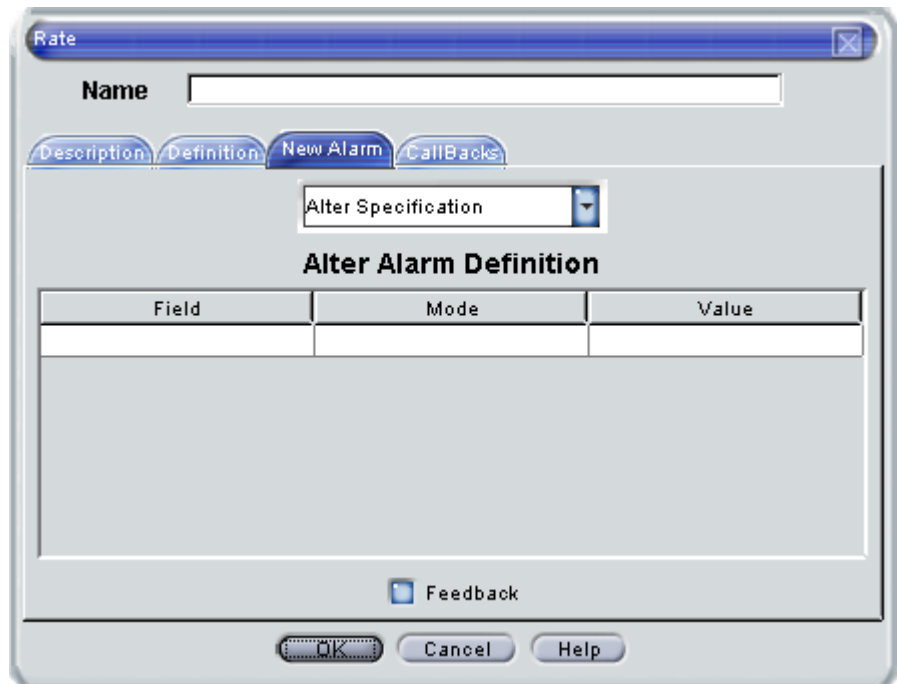 Rate
Name
Description Definition New Alarm CallBacks
Alter Specification
Alter Alarm Definition
Field Mode Value
Feedback
OK Cancel Help